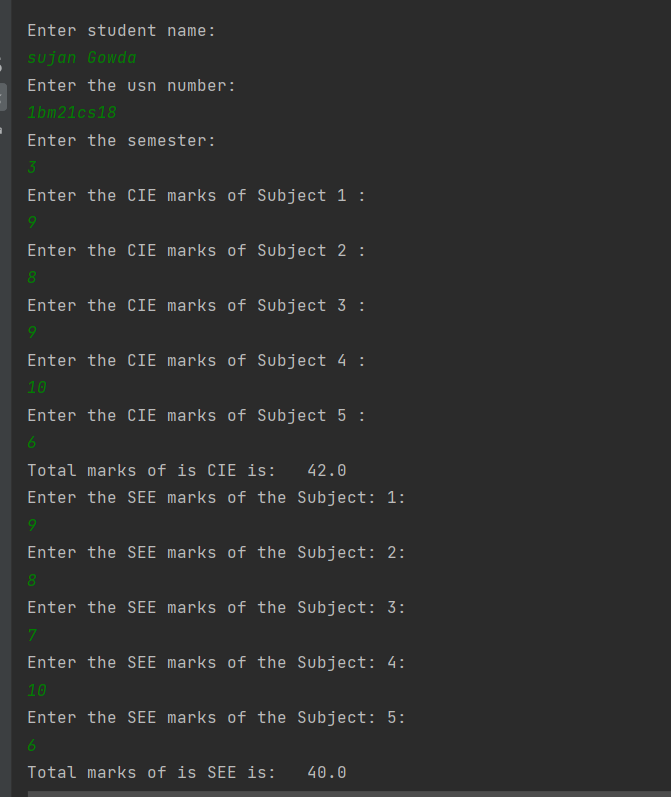 Enter student name:
sujan Gowda
Enter the usn number:
1bm21cs18
Enter the semester:
3
Enter the CIE marks of Subject 1 :
9
Enter the CIE marks of Subject 2 :
8
Enter the CIE marks of Subject 3 :
9
Enter the CIE marks of Subject 4 :
10
Enter the CIE marks of Subject 5 :
6
Total marks of is CIE is:   42.0
Enter the SEE marks of the Subject: 1:
9
Enter the SEE marks of the Subject: 2:
8
Enter the SEE marks of the Subject: 3:
7
Enter the SEE marks of the Subject: 4:
10
Enter the SEE marks of the Subject: 5:
6
Total marks of is SEE is:   40.0